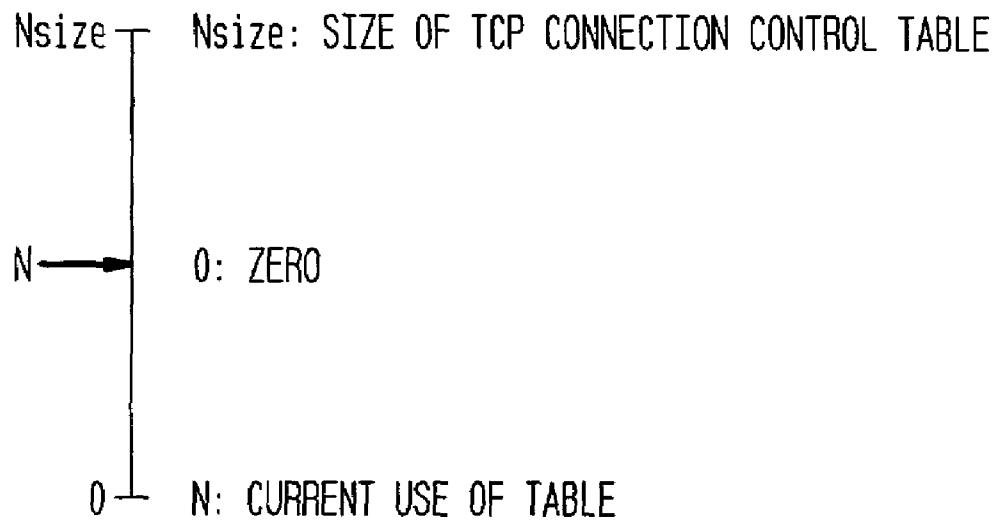 Nsize Nsize: SIZE OF TCP CONNECTION CONTROL TABLE
N 0: ZERO
0 N: CURRENT USE OF TABLE